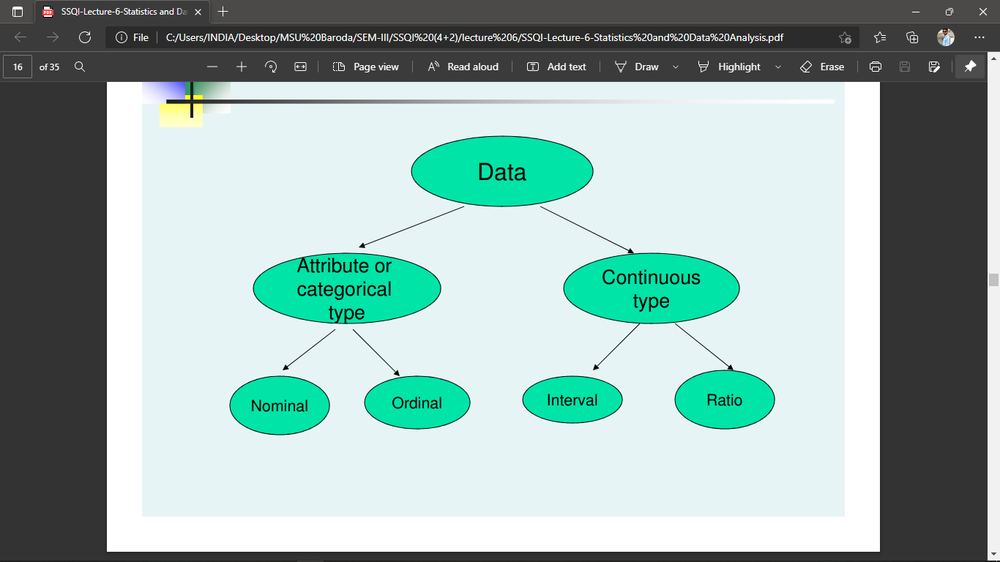 SSQI-Lecture-6-Statistics and Da
File
C:/Users/INDIA/Desktop/MSU%20Baroda/SEM-III/SSQI%20(4+2)/lecture%206/SSQI-Lecture-6-Statistics%20and%20Data%20Analysis.pdf
16 of 35
Page view
Read aloud
Add text
Draw
Highlight
Erase
Data
Attribute or
categorical
type
Continuous
type
Nominal
Ordinal
Interval
Ratio